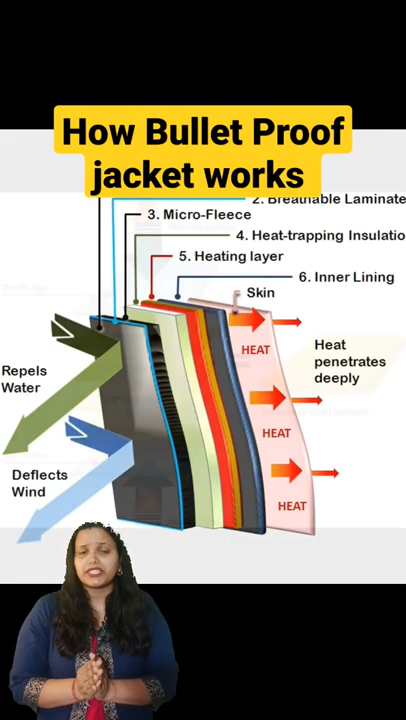 How Bullet Proof
jacket works
2. Breathable Laminate
3. Micro-Fleece
4. Heat-trapping Insulatio
5. Heating layer
6. Inner Lining
Skin
Repels
Water
Deflects
Wind
HEAT
HEAT
HEAT
Heat
penetrates
deeply